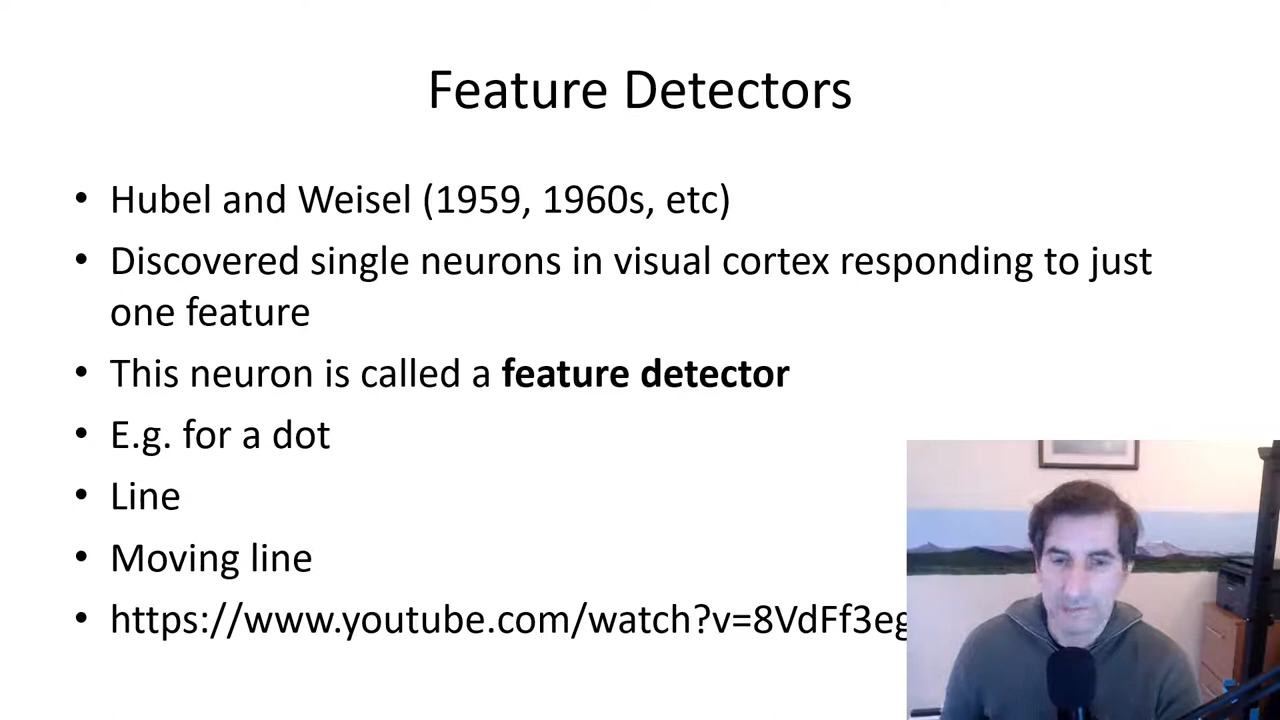 Feature Detectors
• Hubel and Weisel (1959, 1960s, etc)
• Discovered single neurons in visual cortex responding to just
one feature
• This neuron is called a feature detector
• E.g. for a dot
• Line
• Moving line
• https://www.youtube.com/watch?v=8VdFf3eg